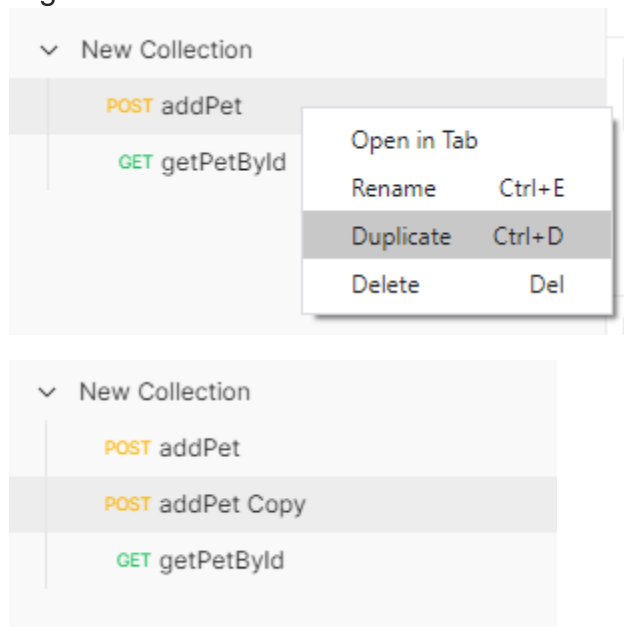 New Collection
POST addPet
Open in Tab
GET getPetById
Rename Ctrl+E
Duplicate Ctrl+D
Delete Del
New Collection
POST addPet
POST addPet Copy
GET getPetById